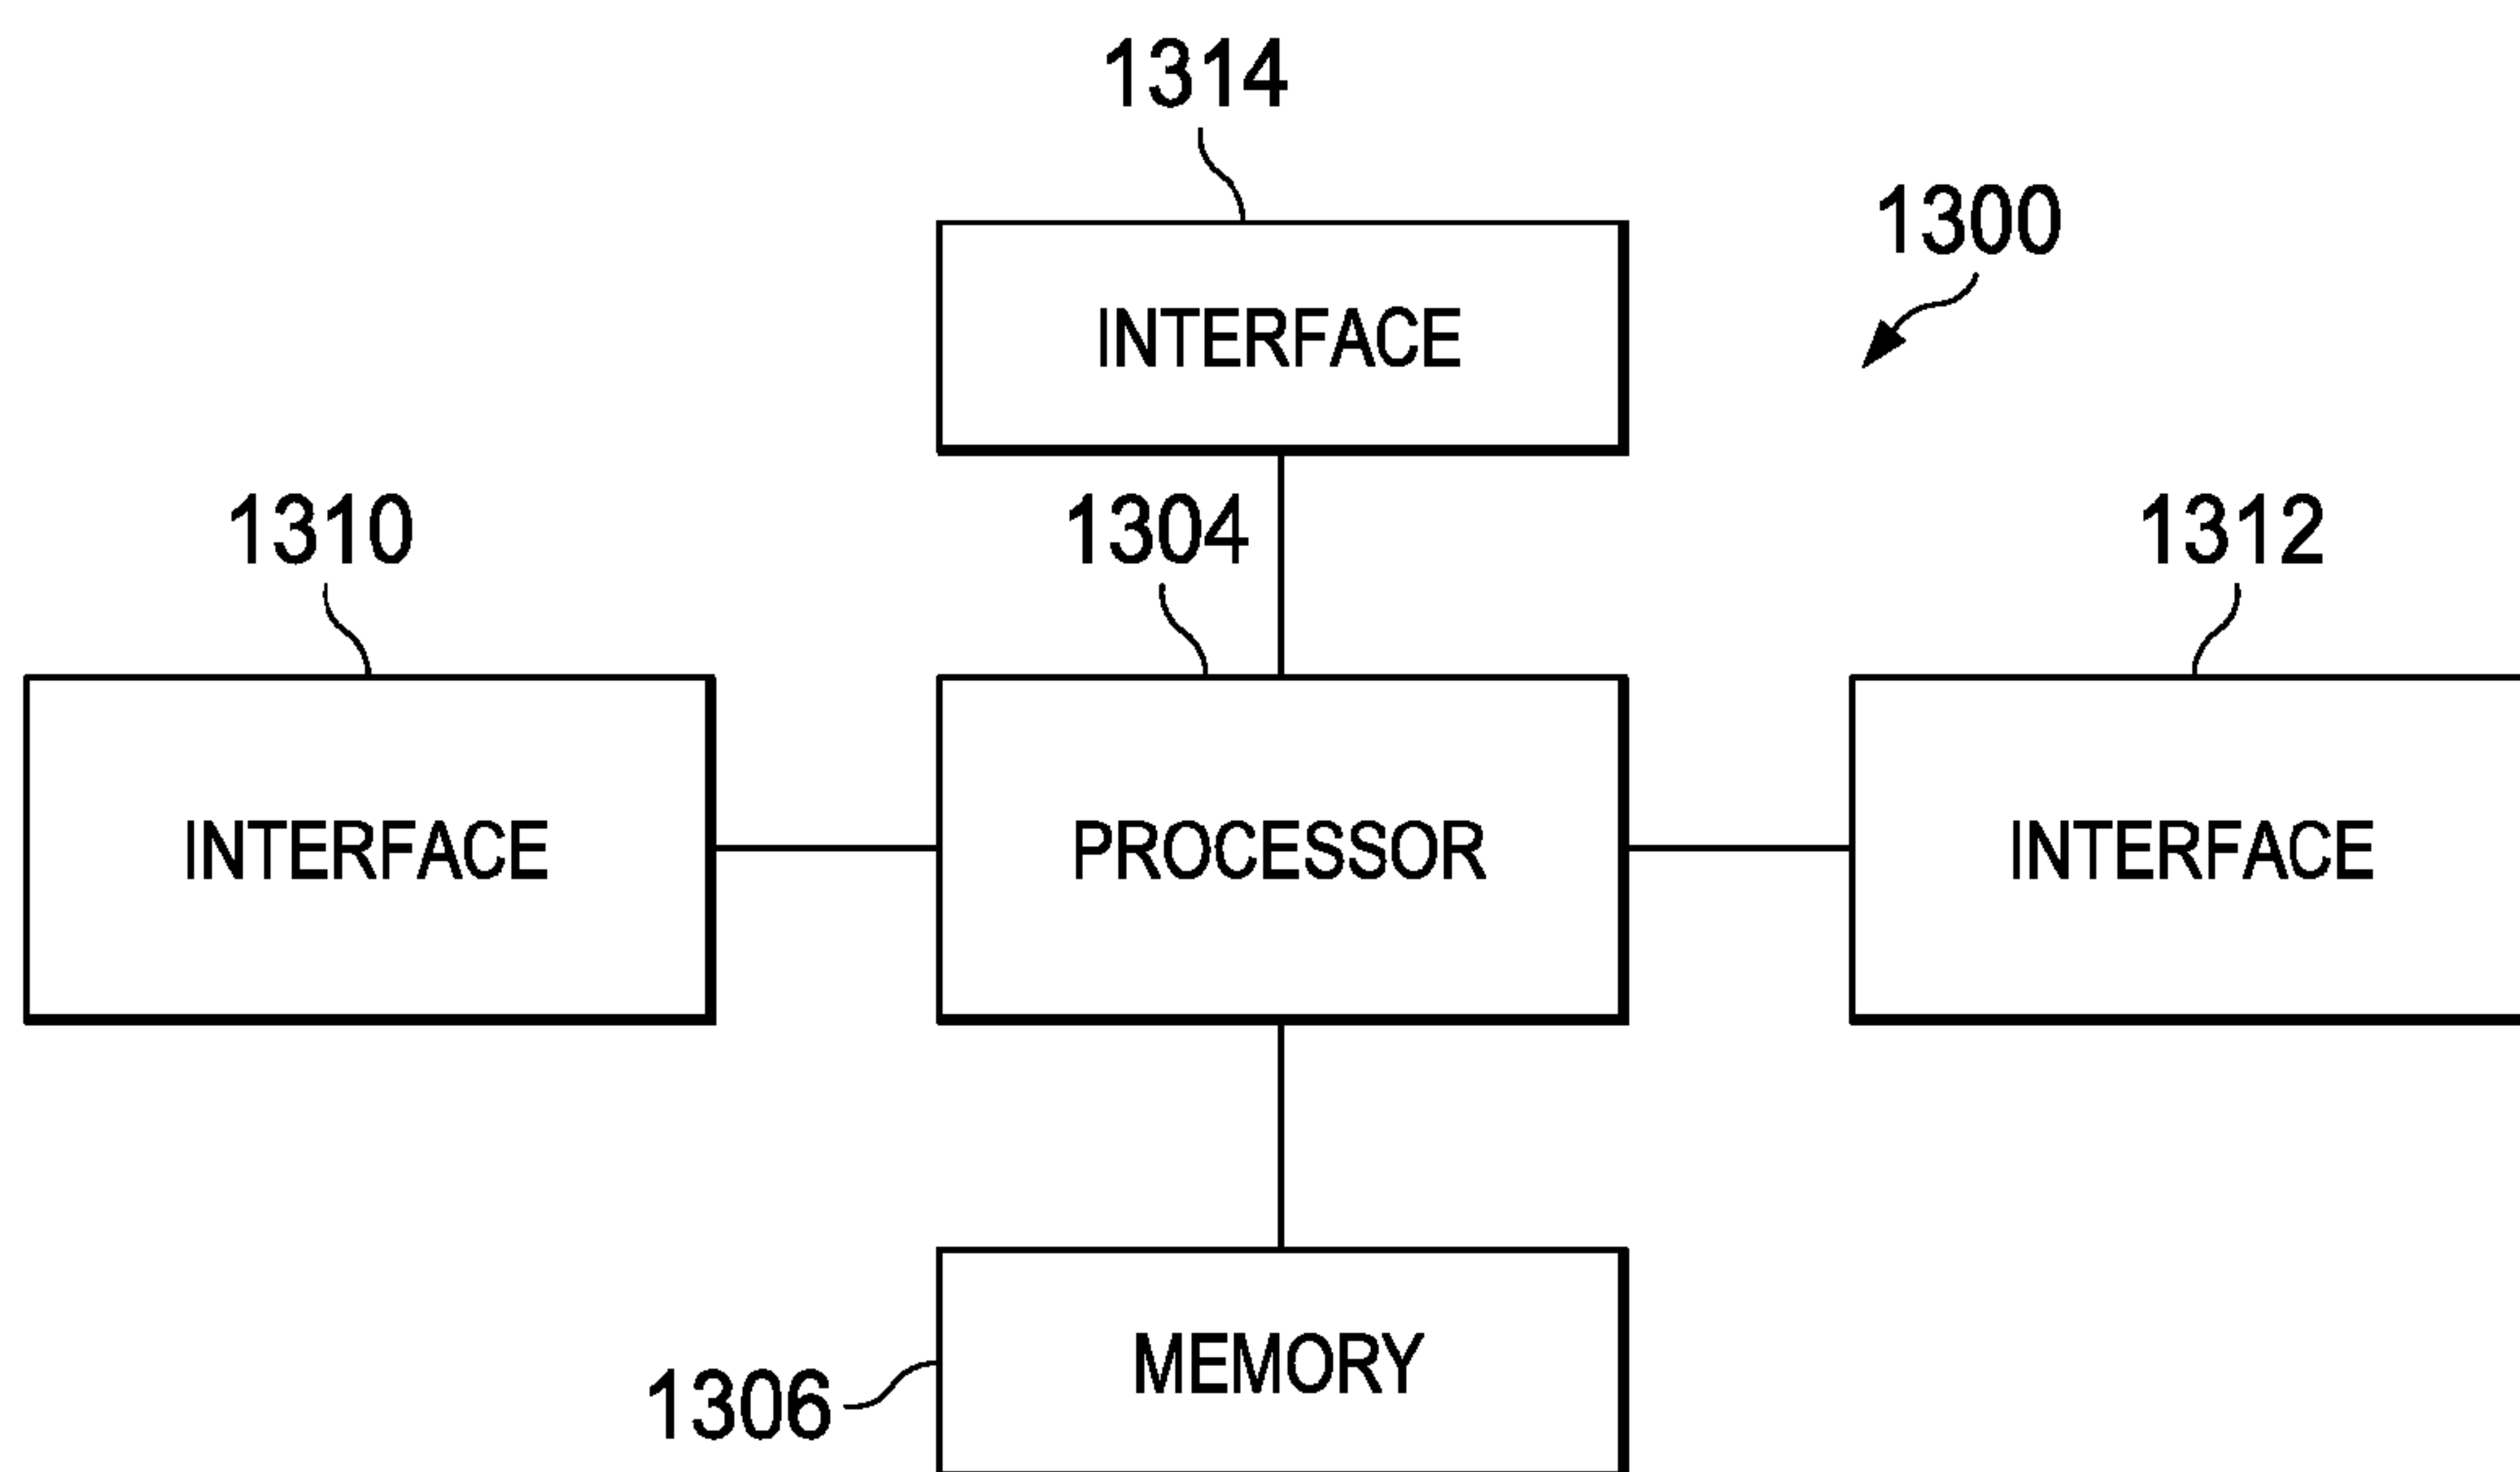 1314
1300
INTERFACE
1310
1304
1312
INTERFACE
PROCESSOR
INTERFACE
MEMORY
1306